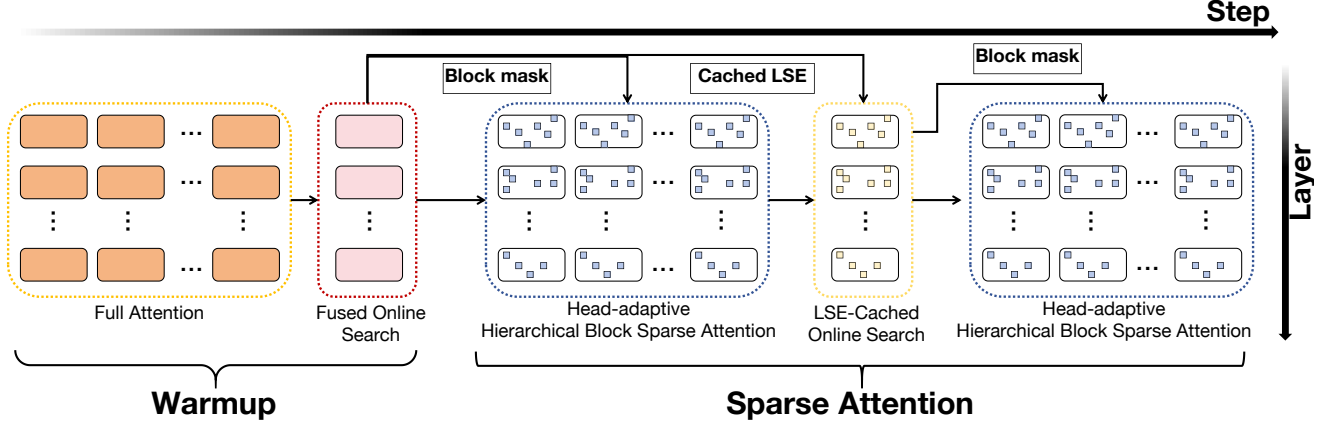 Step
Block mask
Cached LSE
Block mask
Layer
Full Attention
Fused Online
Search
Head-adaptive
Hierarchical Block Sparse Attention
LSE-Cached
Online Search
Head-adaptive
Hierarchical Block Sparse Attention
Warmup
Sparse Attention